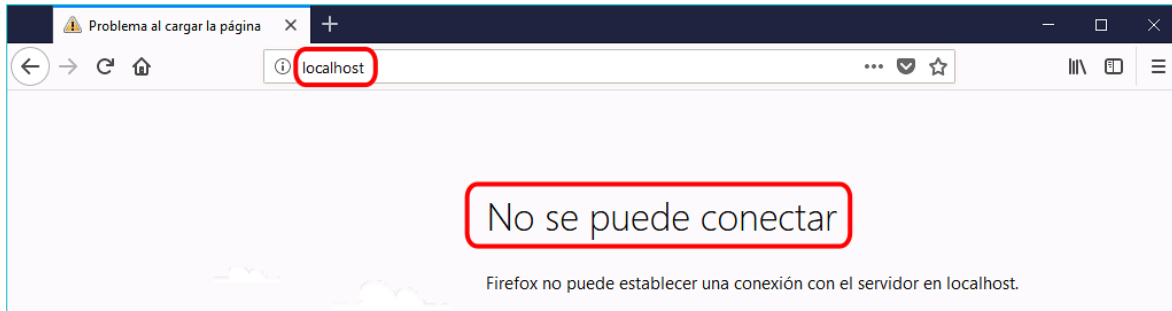 Problema al cargar la página
localhost
No se puede conectar
Firefox no puede establecer una conexión con el servidor en localhost.